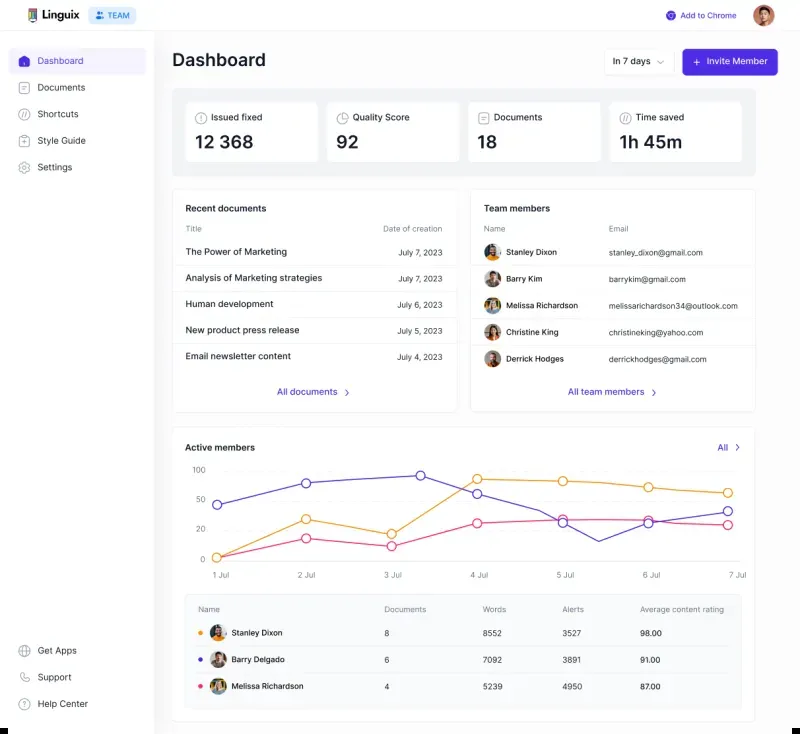 Linguix TEAM Add to Chrome
Dashboard
Documents
Shortcuts
Style Guide
Settings
Get Apps
Support
Help Center
Dashboard In 7 days + Invite Member
Issued fixed Quality Score Documents Time saved
12 368 92 18 1h 45m
Recent documents
Title Date of creation
The Power of Marketing July 7, 2023
Analysis of Marketing strategies July 7, 2023
Human development July 6, 2023
New product press release July 5, 2023
Email newsletter content July 4, 2023
All documents
Team members
Name Email
Stanley Dixon stanley_dixon@gmail.com
Barry Kim barrykim@gmail.com
Melissa Richardson melissarichardson34@outlook.com
Christine King christineking@yahoo.com
Derrick Hodges derrickhodges@gmail.com
All team members
Active members All
100
50
20
0
1 Jul 2 Jul 3 Jul 4 Jul 5 Jul 6 Jul 7 Jul
Name Documents Words Alerts Average content rating
Stanley Dixon 8 8552 3527 98.00
Barry Delgado 6 7092 3891 91.00
Melissa Richardson 4 5239 4950 87.00